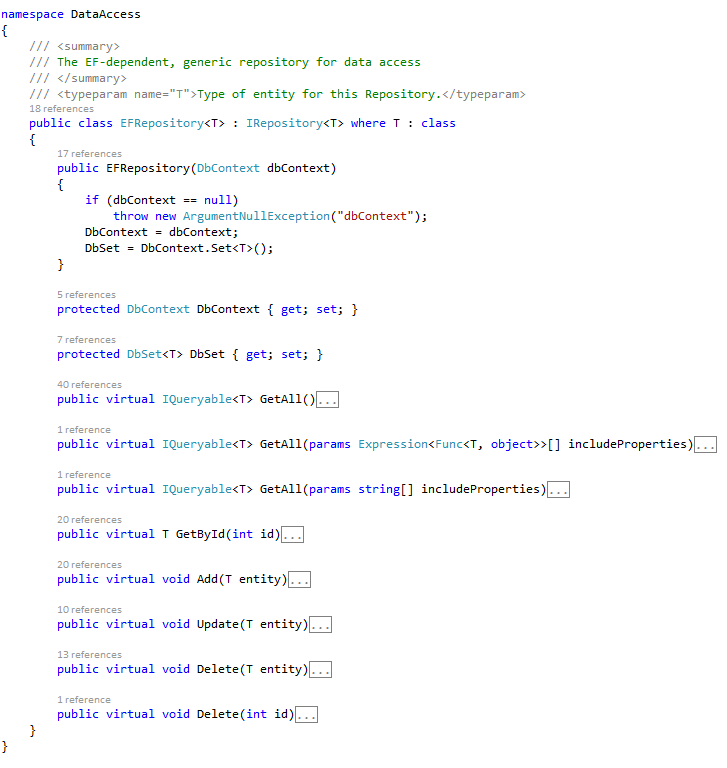 namespace DataAccess
{
/// <summary>
/// The EF-dependent, generic repository for data access
/// </summary>
/// <typeparam name="T">Type of entity for this Repository.</typeparam>
18 references
public class EFRepository<T> : IRepository<T> where T : class
{
17 references
public EFRepository(DbContext dbContext)
{
if (dbContext == null)
throw new ArgumentNullException("dbContext");
DbContext = dbContext;
DbSet = DbContext.Set<T>();
}
5 references
protected DbContext DbContext { get; set; }
7 references
protected DbSet<T> DbSet { get; set; }
40 references
public virtual IQueryable<T> GetAll()...
1 reference
public virtual IQueryable<T> GetAll(params Expression<Func<T, object>>[] includeProperties)...
1 reference
public virtual IQueryable<T> GetAll(params string[] includeProperties)...
20 references
public virtual T GetById(int id)...
20 references
public virtual void Add(T entity)...
10 references
public virtual void Update(T entity)...
13 references
public virtual void Delete(T entity)...
1 reference
public virtual void Delete(int id)...
}
}